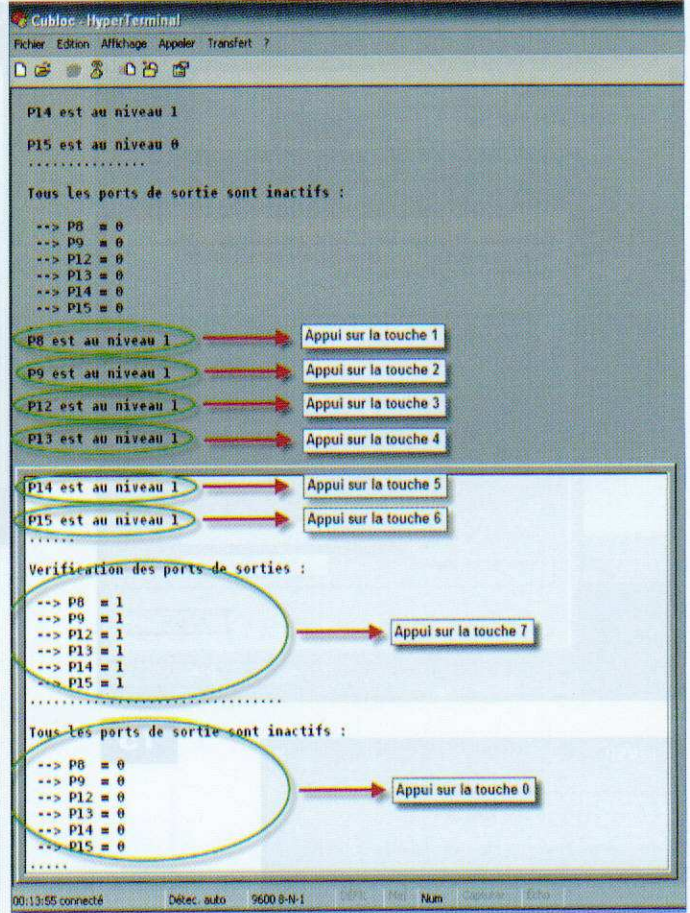 Cubloc - HyperTerminal
Fichier Edition Affichage Appeler Transfert ?
P14 est au niveau 1
P15 est au niveau 0
...............
Tous les ports de sortie sont inactifs :
--> P8 = 0
--> P9 = 0
--> P12 = 0
--> P13 = 0
--> P14 = 0
--> P15 = 0
P8 est au niveau 1 Appui sur la touche 1
P9 est au niveau 1 Appui sur la touche 2
P12 est au niveau 1 Appui sur la touche 3
P13 est au niveau 1 Appui sur la touche 4
P14 est au niveau 1 Appui sur la touche 5
P15 est au niveau 1 Appui sur la touche 6
......
Verification des ports de sorties :
--> P8 = 1
--> P9 = 1
--> P12 = 1
--> P13 = 1
--> P14 = 1
--> P15 = 1
Appui sur la touche 7
................................
Tous les ports de sortie sont inactifs :
--> P8 = 0
--> P9 = 0
--> P12 = 0
--> P13 = 0
--> P14 = 0
--> P15 = 0
Appui sur la touche 0
.....
00:13:55 connecté Détec. auto 9600 8-N-1 DÉFIL Maj Num Capturer Écho